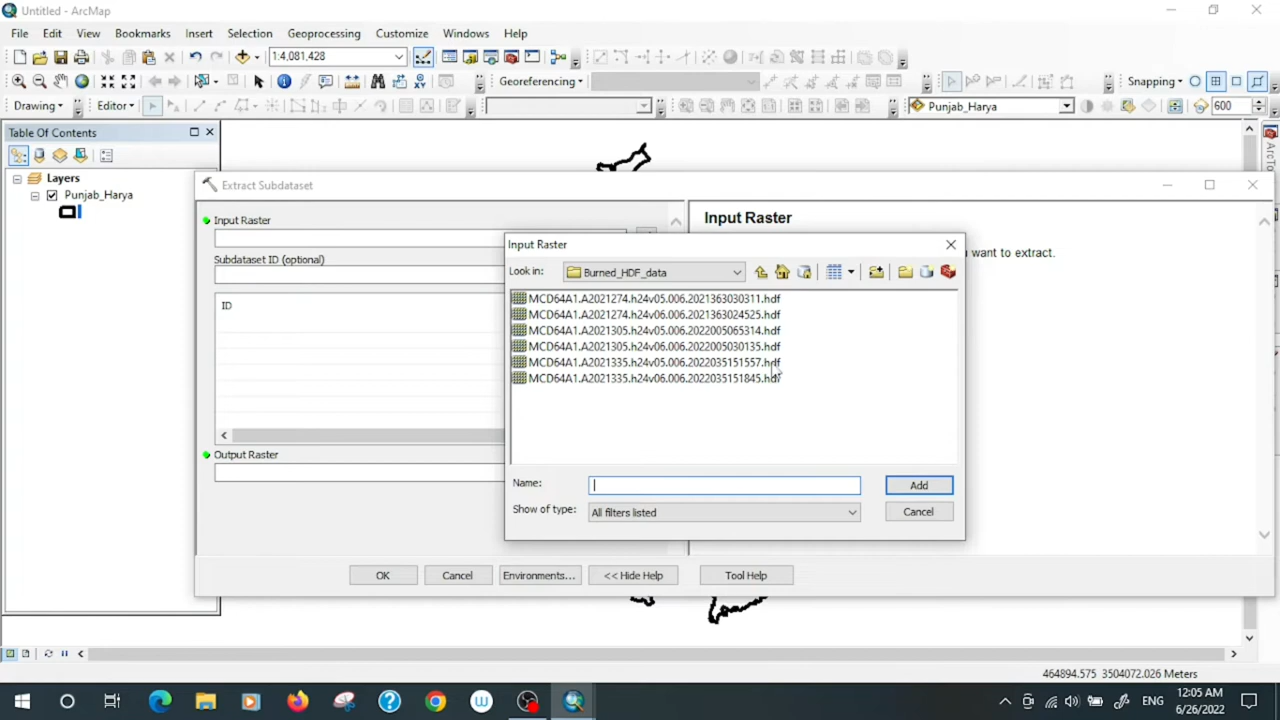 Untitled - ArcMap
File Edit View Bookmarks Insert Selection Geoprocessing Customize Windows Help
1:4,081,428
Georeferencing
Snapping
Drawing
Editor
Punjab_Harya
600
Table Of Contents
Layers
Punjab_Harya
ArcTo
Extract Subdataset
Input Raster
Subdataset ID (optional)
ID
Output Raster
OK
Cancel
Environments...
<< Hide Help
Tool Help
Input Raster
want to extract.
Input Raster
Look in:
Burned_HDF_data
MCD64A1.A2021274.h24v05.006.2021363030311.hdf
MCD64A1.A2021274.h24v06.006.2021363024525.hdf
MCD64A1.A2021305.h24v05.006.2022005065314.hdf
MCD64A1.A2021305.h24v06.006.2022005030135.hdf
MCD64A1.A2021335.h24v05.006.2022035151557.hdf
MCD64A1.A2021335.h24v06.006.2022035151845.hdf
Name:
Add
Show of type:
All filters listed
Cancel
464894.575 3504072.026 Meters
ENG
12:05 AM
6/26/2022